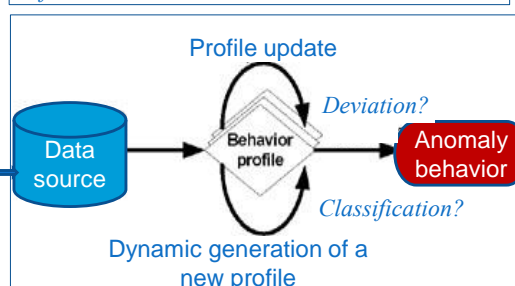 Profile update
Deviation?
Data
source
Behavior
profile
Anomaly
behavior
Classification?
Dynamic generation of a
new profile